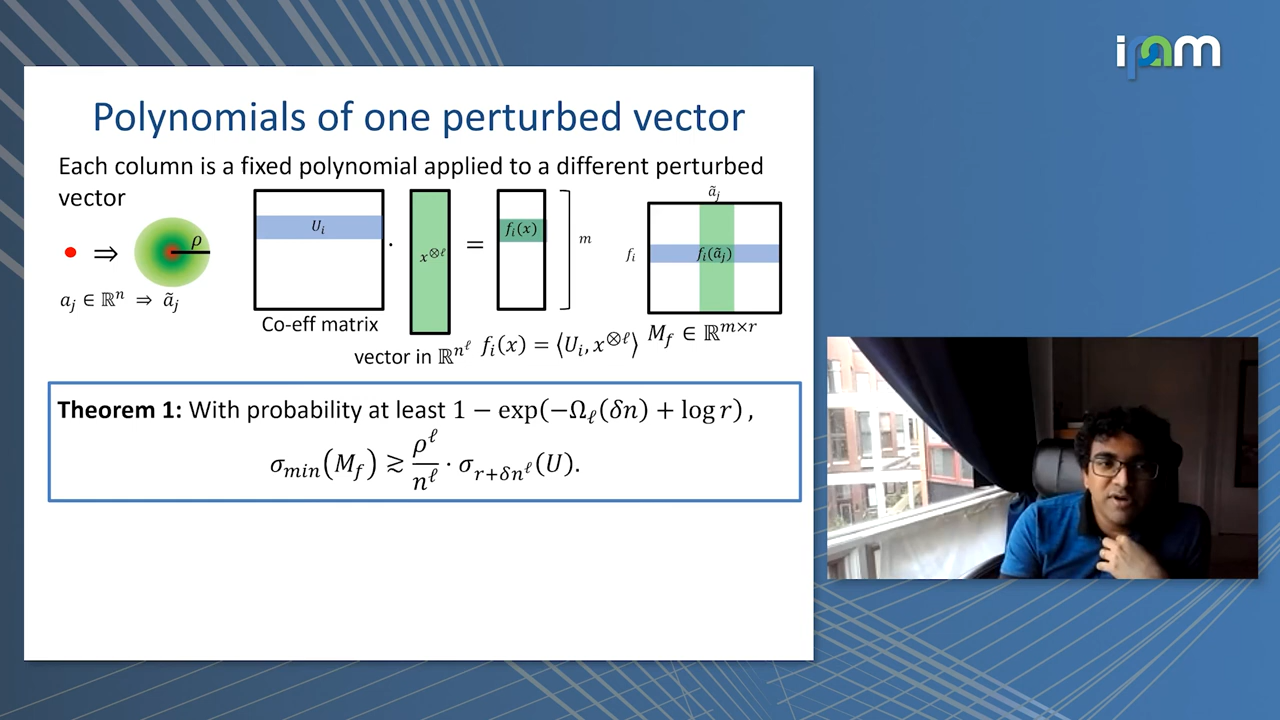 ipam
Polynomials of one perturbed vector
Each column is a fixed polynomial applied to a different perturbed
vector
ρ
a_j ∈ ℝ^n ⇒ ã_j
U_i
Co-eff matrix
·
x^{⊗ℓ}
vector in ℝ^{n^ℓ}
=
f_i(x)
m
f_i(x) = ⟨U_i, x^{⊗ℓ}⟩
ã_j
f_i
f_i(ã_j)
M_f ∈ ℝ^{m×r}
Theorem 1: With probability at least 1 − exp(−Ω_ℓ(δn) + log r),
σ_{min}(M_f) ≳ ρ^ℓ/n^ℓ · σ_{r+δn^ℓ}(U).